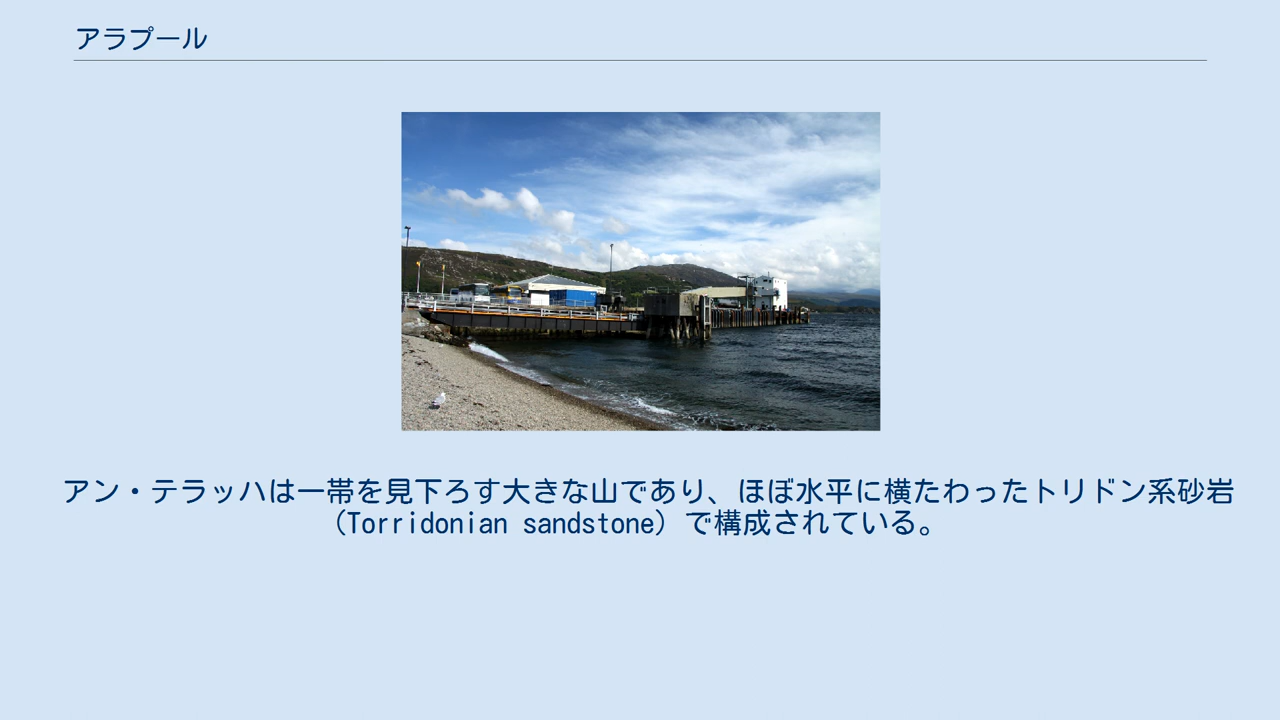 アラプール
アン・テラッハは一帯を見下ろす大きな山であり、ほぼ水平に横たわったトリドン系砂岩
（Torridonian sandstone）で構成されている。